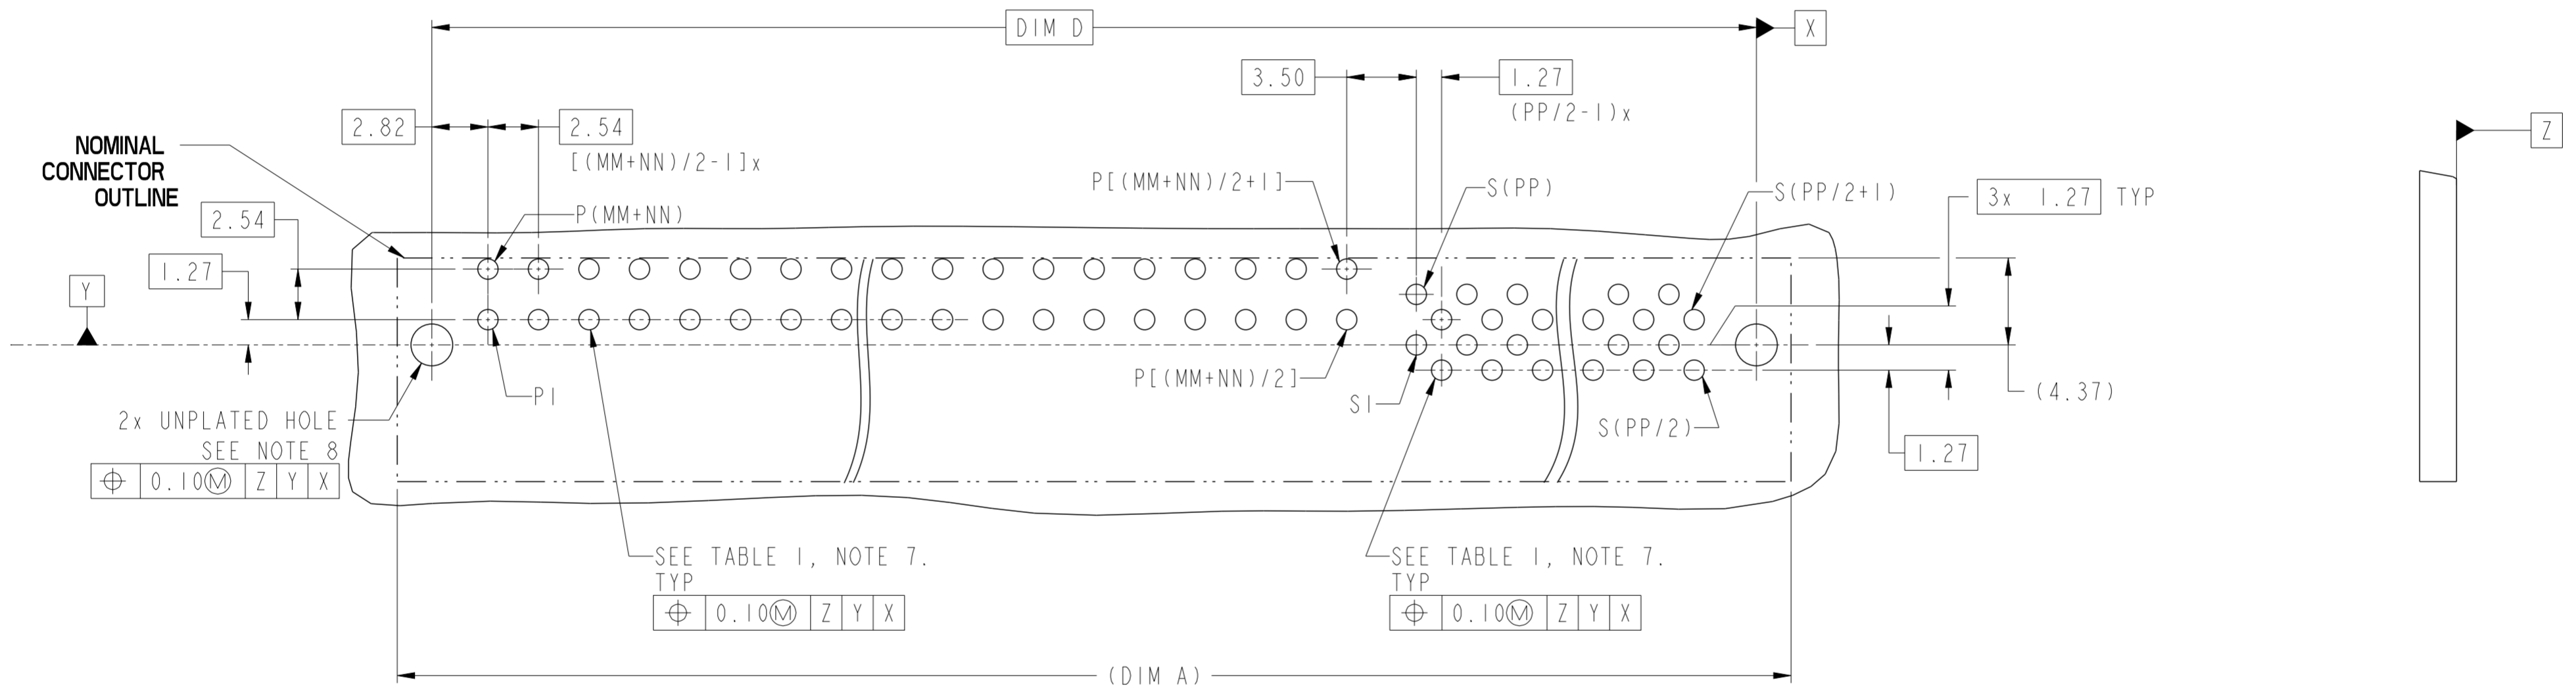 DIM D
X
3.50
1.27
(PP/2-1)x
2.82
2.54
[(MM+NN)/2-1]x
Z
NOMINAL
CONNECTOR
OUTLINE
P[(MM+NN)/2+1]
S(PP)
S(PP/2+1)
3x 1.27 TYP
2.54
P(MM+NN)
1.27
Y
P[(MM+NN)/2]
P1
S1
(4.37)
2x UNPLATED HOLE
SEE NOTE 8
⌖ 0.10Ⓜ Z Y X
S(PP/2)
1.27
SEE TABLE 1, NOTE 7.
TYP
⌖ 0.10Ⓜ Z Y X
SEE TABLE 1, NOTE 7.
TYP
⌖ 0.10Ⓜ Z Y X
(DIM A)